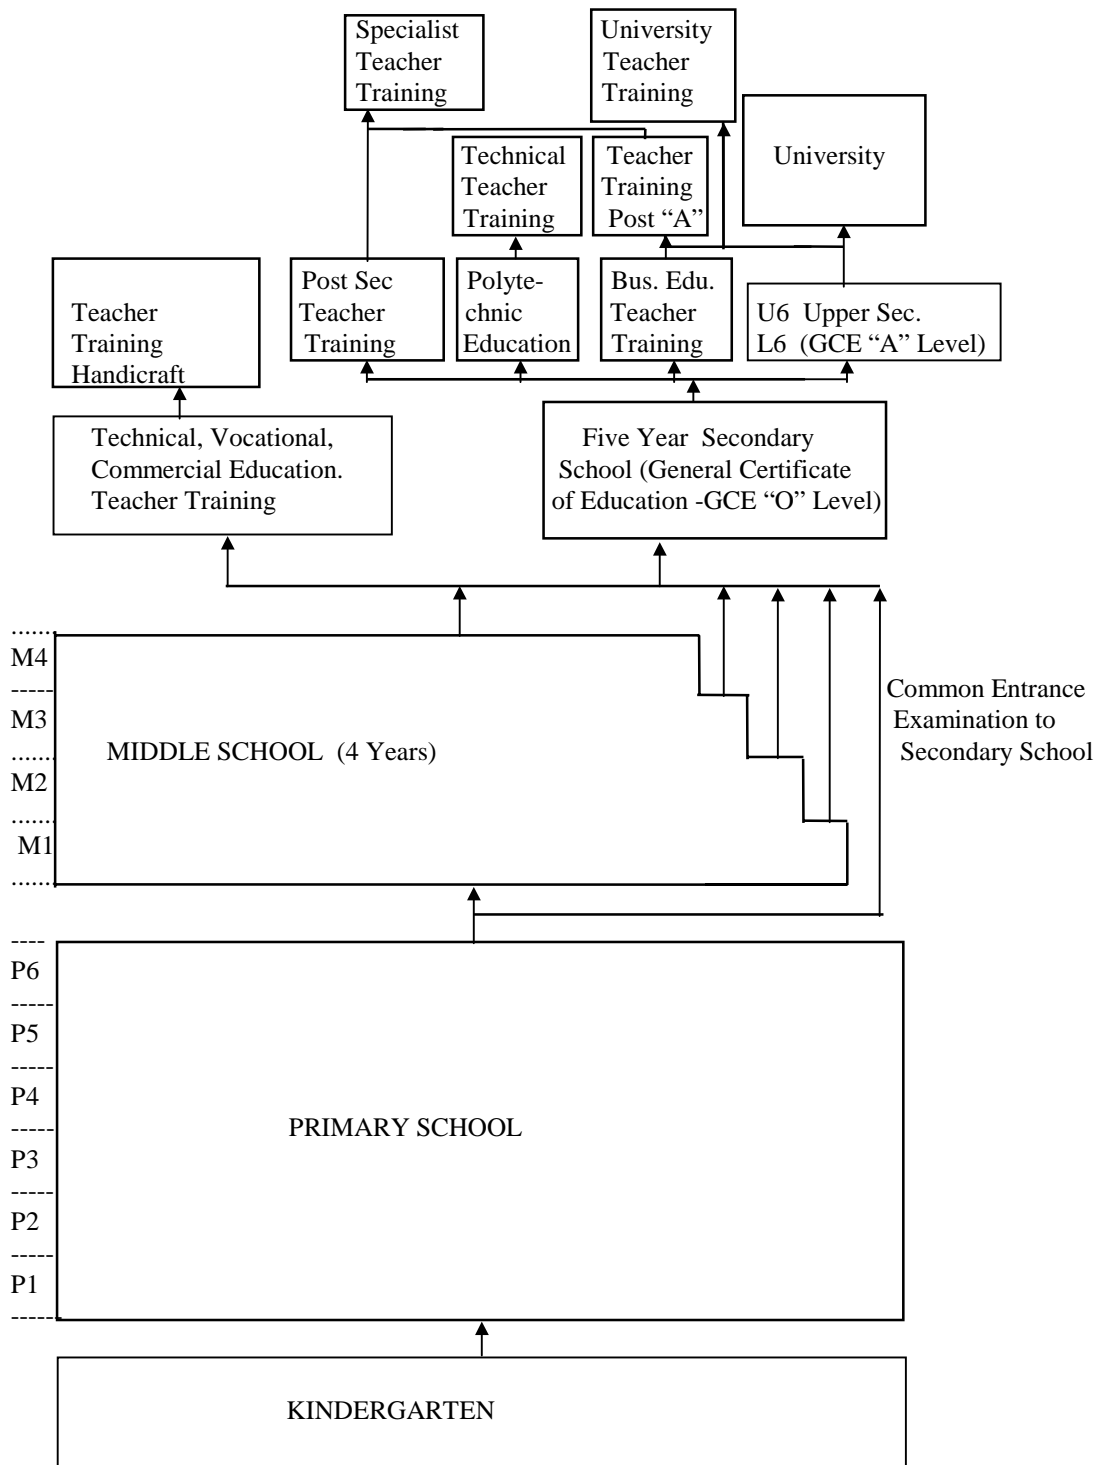 Specialist
Teacher
Training
University
Teacher
Training
Technical
Teacher
Training
Teacher
Training
Post “A”
University
Teacher
Training
Handicraft
Post Sec
Teacher
Training
Polyte-
chnic
Education
Bus. Edu.
Teacher
Training
U6 Upper Sec.
L6 (GCE “A” Level)
Technical, Vocational,
Commercial Education.
Teacher Training
Five Year Secondary
School (General Certificate
of Education -GCE “O” Level)
M4
M3
M2
M1
MIDDLE SCHOOL (4 Years)
Common Entrance
Examination to
Secondary School
P6
P5
P4
P3
P2
P1
PRIMARY SCHOOL
KINDERGARTEN